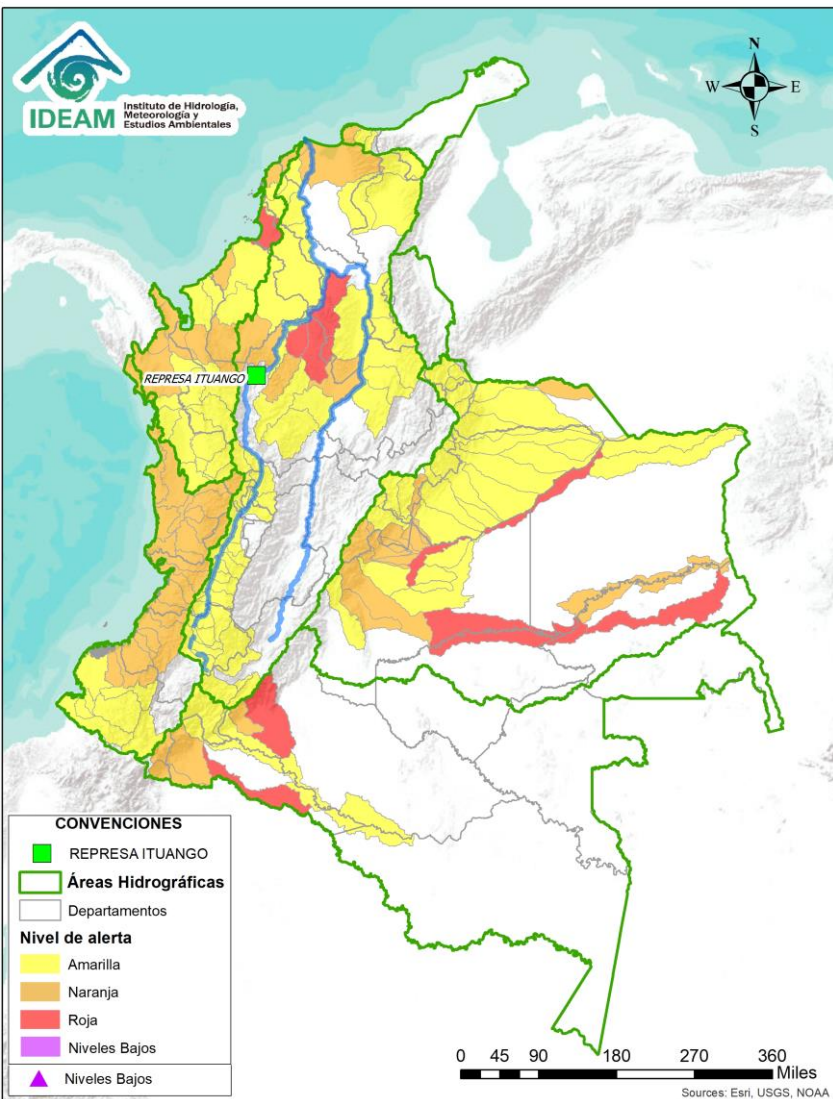 IDEAM
Instituto de Hidrología,
Meteorología y
Estudios Ambientales
N
W
E
S
REPRESA ITUANGO
CONVENCIONES
REPRESA ITUANGO
Áreas Hidrográficas
Departamentos
Nivel de alerta
Amarilla
Naranja
Roja
Niveles Bajos
Niveles Bajos
0 45 90 180 270 360
Miles
Sources: Esri, USGS, NOAA